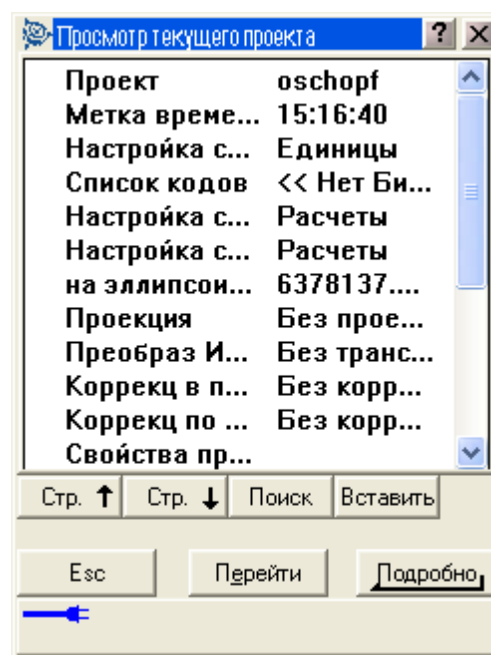 Просмотр текущего проекта ? X
Проект oschopf
Метка време... 15:16:40
Настройка с... Единицы
Список кодов << Нет Би...
Настройка с... Расчеты
Настройка с... Расчеты
на эллипсои... 6378137....
Проекция Без прое...
Преобраз И... Без транс...
Коррекц в п... Без корр...
Коррекц по ... Без корр...
Свойства пр...
Стр. ↑ Стр. ↓ Поиск Вставить
Esc Перейти Подробно